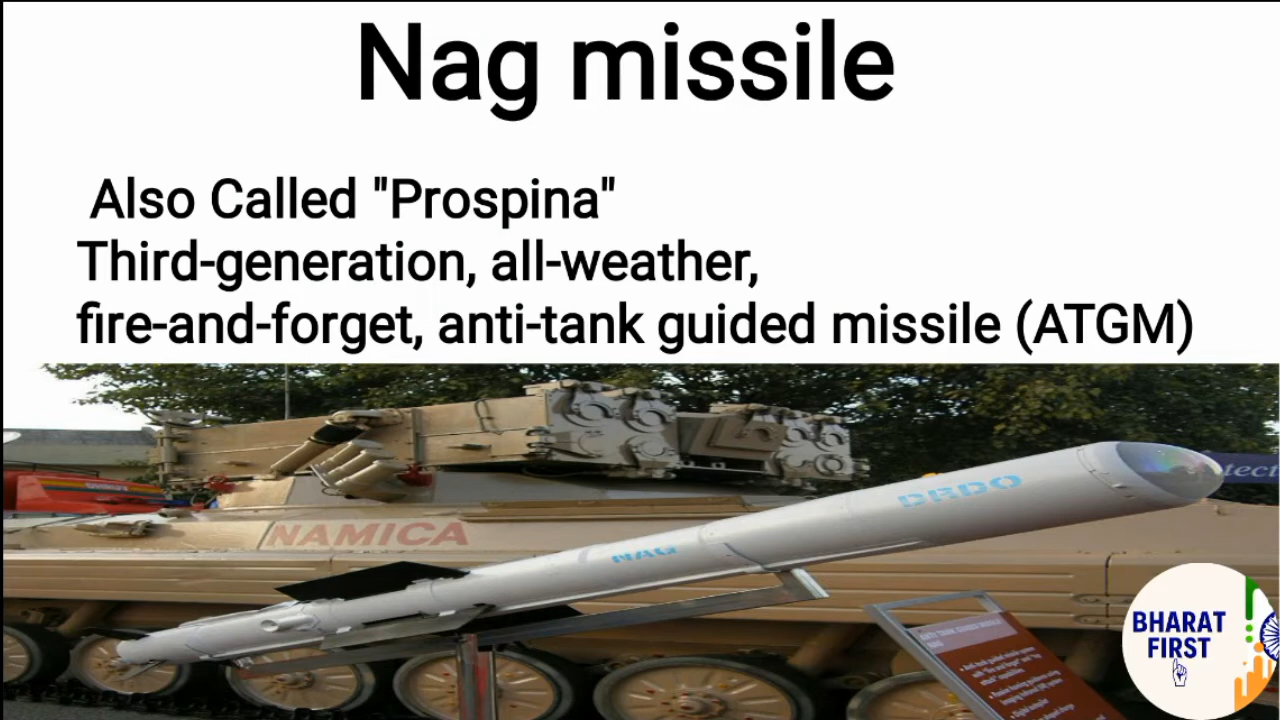 Nag missile
Also Called "Prospina"
Third-generation, all-weather,
fire-and-forget, anti-tank guided missile (ATGM)
NAMICA
DRDO
NAG
BHARAT
FIRST